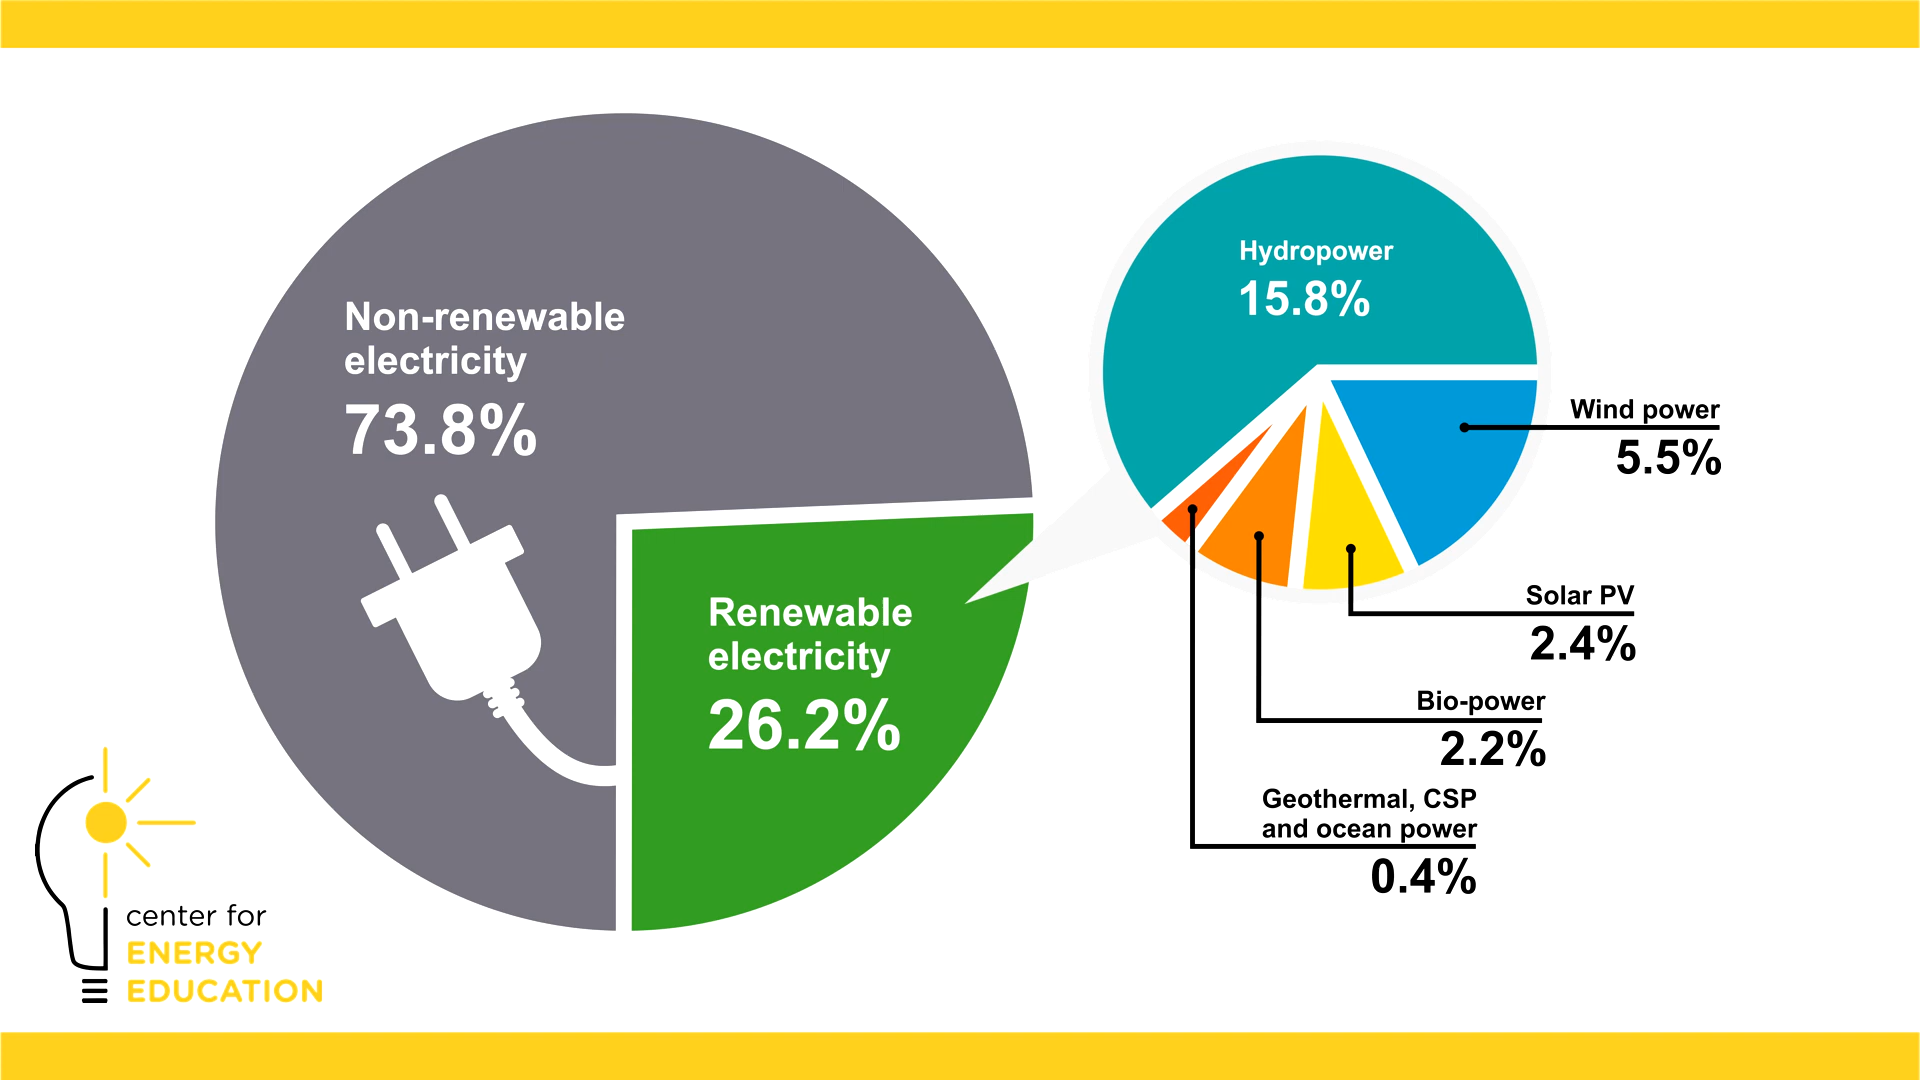 Non-renewable
electricity
73.8%
Renewable
electricity
26.2%
Hydropower
15.8%
Wind power
5.5%
Solar PV
2.4%
Bio-power
2.2%
Geothermal, CSP
and ocean power
0.4%
center for
ENERGY
EDUCATION